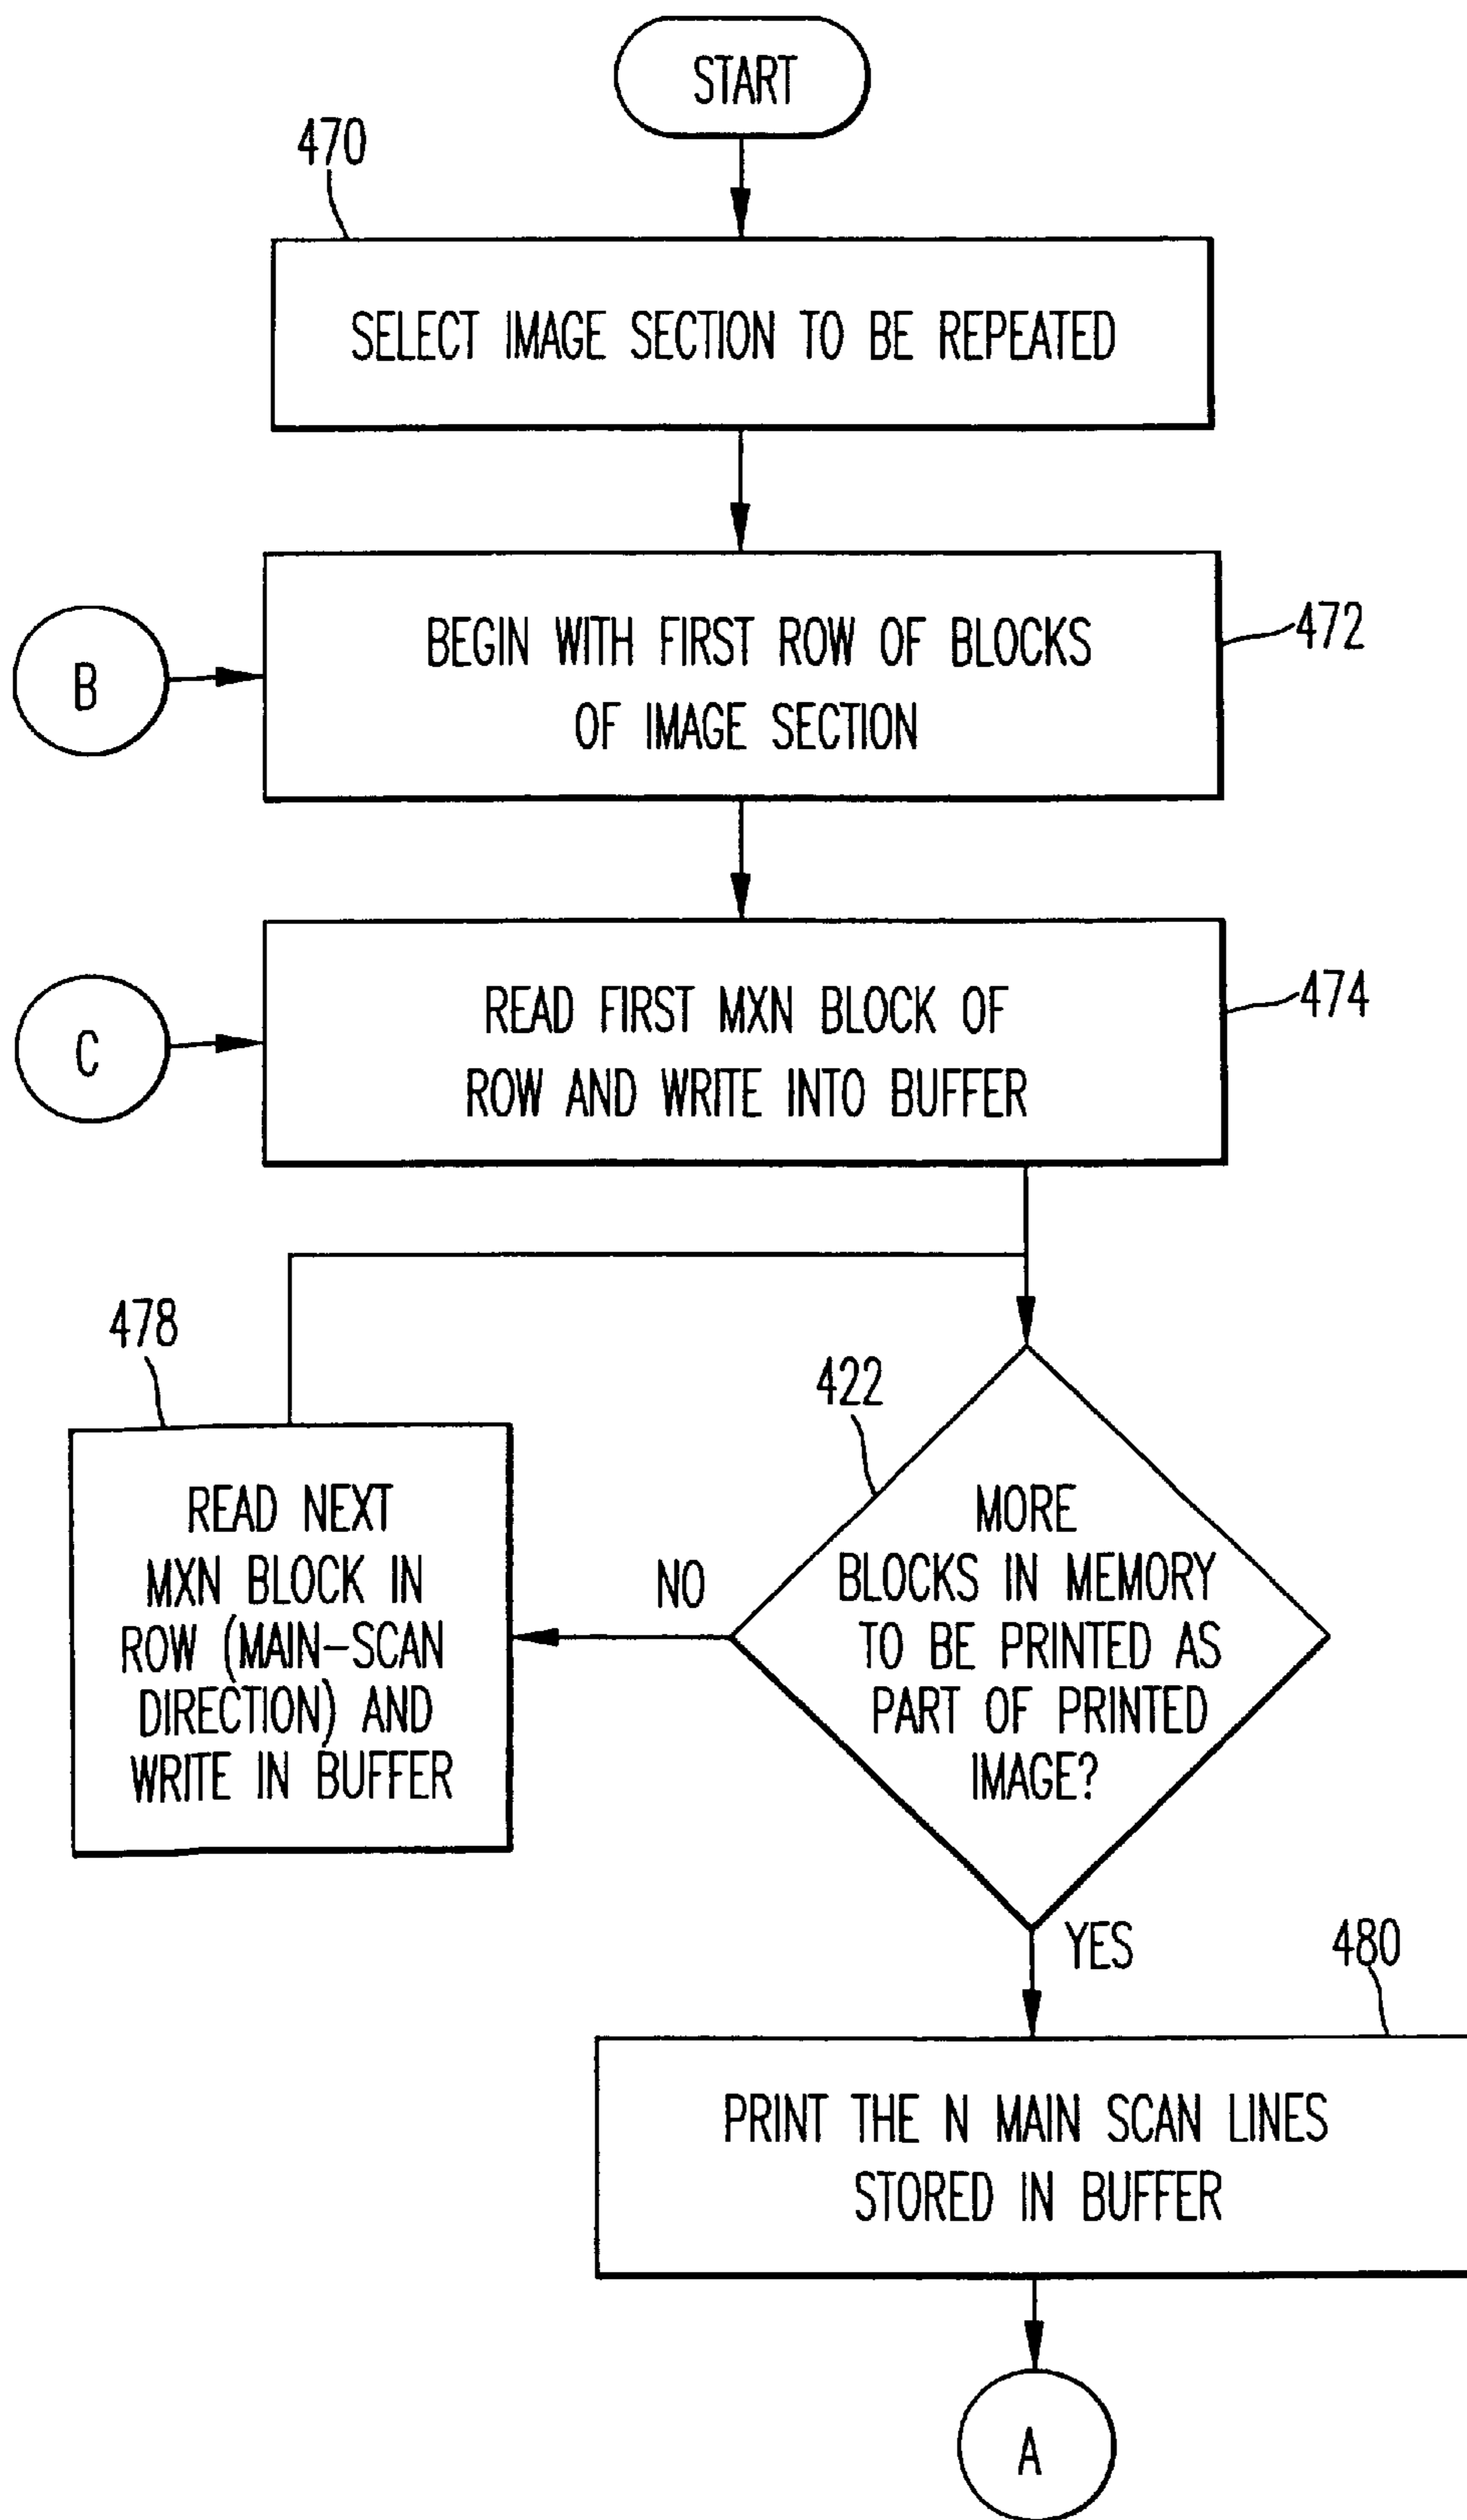 START
470
SELECT IMAGE SECTION TO BE REPEATED
BEGIN WITH FIRST ROW OF BLOCKS
OF IMAGE SECTION
472
B
READ FIRST MXN BLOCK OF
ROW AND WRITE INTO BUFFER
474
C
478
422
READ NEXT
MXN BLOCK IN
ROW (MAIN-SCAN
DIRECTION) AND
WRITE IN BUFFER
NO
MORE
BLOCKS IN MEMORY
TO BE PRINTED AS
PART OF PRINTED
IMAGE?
YES
480
PRINT THE N MAIN SCAN LINES
STORED IN BUFFER
A